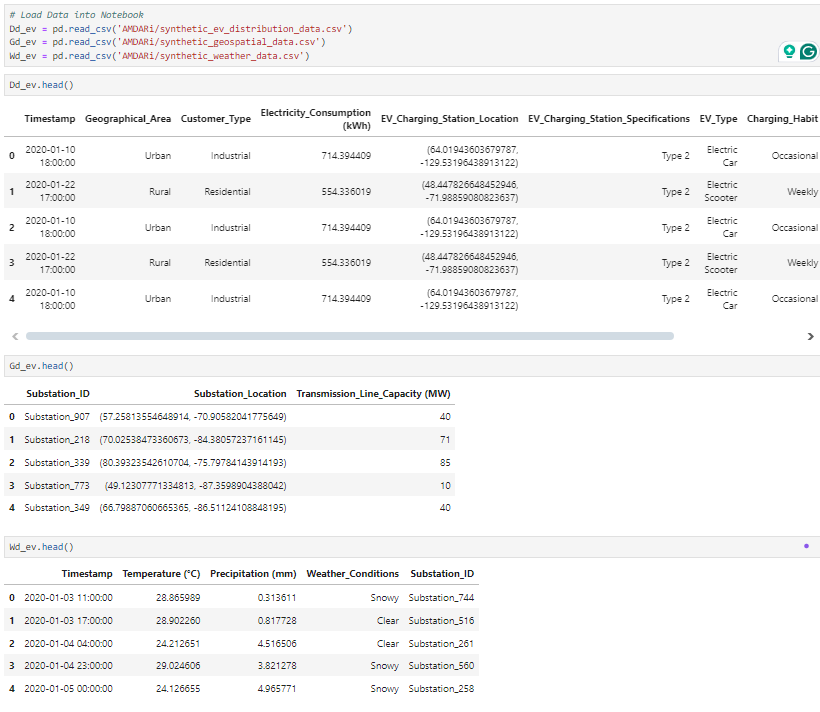 # Load Data into Notebook
Dd_ev = pd.read_csv('AMDARi/synthetic_ev_distribution_data.csv')
Gd_ev = pd.read_csv('AMDARi/synthetic_geospatial_data.csv')
Wd_ev = pd.read_csv('AMDARi/synthetic_weather_data.csv')
Dd_ev.head()
Timestamp Geographical_Area Customer_Type Electricity_Consumption (kWh) EV_Charging_Station_Location EV_Charging_Station_Specifications EV_Type Charging_Habit
0 2020-01-10 18:00:00 Urban Industrial 714.394409 (64.01943603679787, -129.53196438913122) Type 2 Electric Car Occasional
1 2020-01-22 17:00:00 Rural Residential 554.336019 (48.447826648452946, -71.98859080823637) Type 2 Electric Scooter Weekly
2 2020-01-10 18:00:00 Urban Industrial 714.394409 (64.01943603679787, -129.53196438913122) Type 2 Electric Car Occasional
3 2020-01-22 17:00:00 Rural Residential 554.336019 (48.447826648452946, -71.98859080823637) Type 2 Electric Scooter Weekly
4 2020-01-10 18:00:00 Urban Industrial 714.394409 (64.01943603679787, -129.53196438913122) Type 2 Electric Car Occasional
Gd_ev.head()
Substation_ID Substation_Location Transmission_Line_Capacity (MW)
0 Substation_907 (57.25813554648914, -70.90582041775649) 40
1 Substation_218 (70.02538473360673, -84.38057237161145) 71
2 Substation_339 (80.39323542610704, -75.79784143914193) 85
3 Substation_773 (49.12307771334813, -87.3598904388042) 10
4 Substation_349 (66.79887060665365, -86.51124108848195) 40
Wd_ev.head()
Timestamp Temperature (°C) Precipitation (mm) Weather_Conditions Substation_ID
0 2020-01-03 11:00:00 28.865989 0.313611 Snowy Substation_744
1 2020-01-03 17:00:00 28.902260 0.817728 Clear Substation_516
2 2020-01-04 04:00:00 24.212651 4.516506 Clear Substation_261
3 2020-01-04 23:00:00 29.024606 3.821278 Snowy Substation_560
4 2020-01-05 00:00:00 24.126655 4.965771 Snowy Substation_258